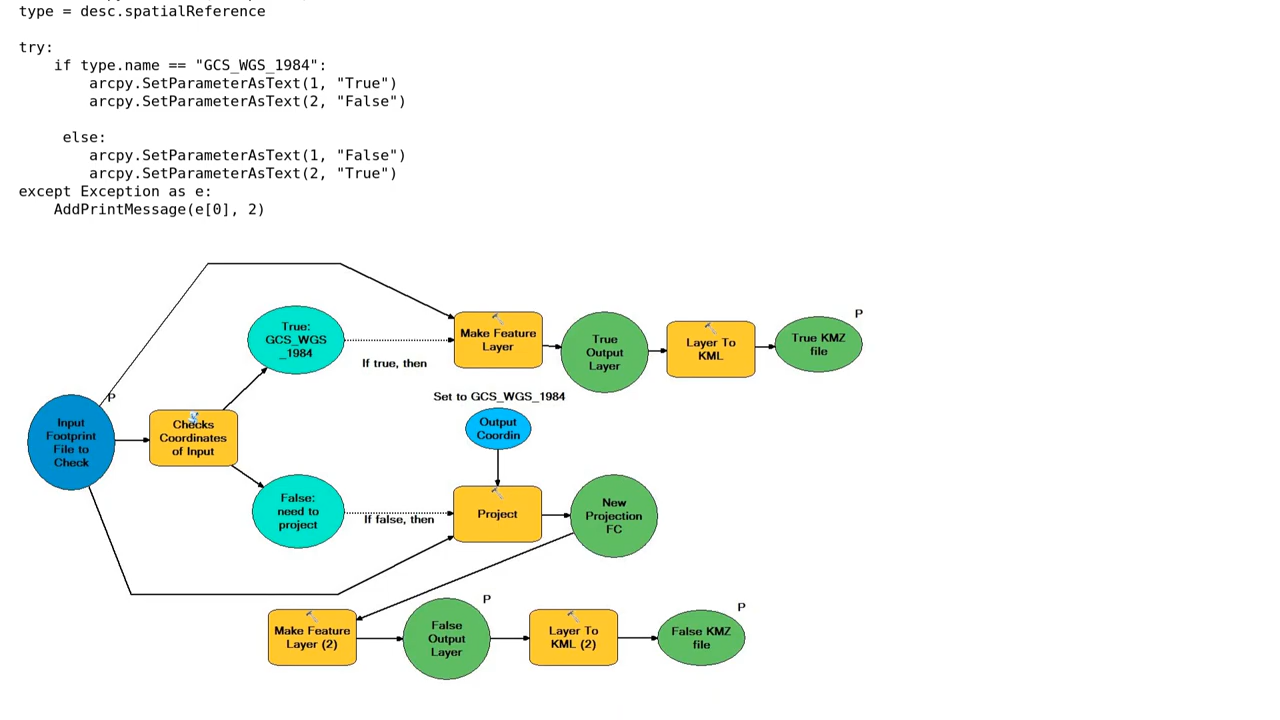 type = desc.spatialReference
try:
if type.name == "GCS_WGS_1984":
arcpy.SetParameterAsText(1, "True")
arcpy.SetParameterAsText(2, "False")
else:
arcpy.SetParameterAsText(1, "False")
arcpy.SetParameterAsText(2, "True")
except Exception as e:
AddPrintMessage(e[0], 2)
True:
GCS_WGS
_1984
If true, then
Make Feature
Layer
True
Output
Layer
Layer To
KML
P
True KMZ
file
P
Input
Footprint
File to
Check
Checks
Coordinates
of Input
Set to GCS_WGS_1984
Output
Coordin
False:
need to
project
If false, then
Project
New
Projection
FC
Make Feature
Layer (2)
P
False
Output
Layer
Layer To
KML (2)
P
False KMZ
file